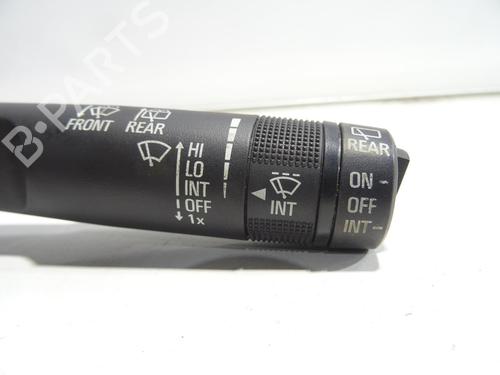 FRONT REAR
HI
LO
INT
OFF
1x
INT
REAR
ON
OFF
INT
B-PARTS